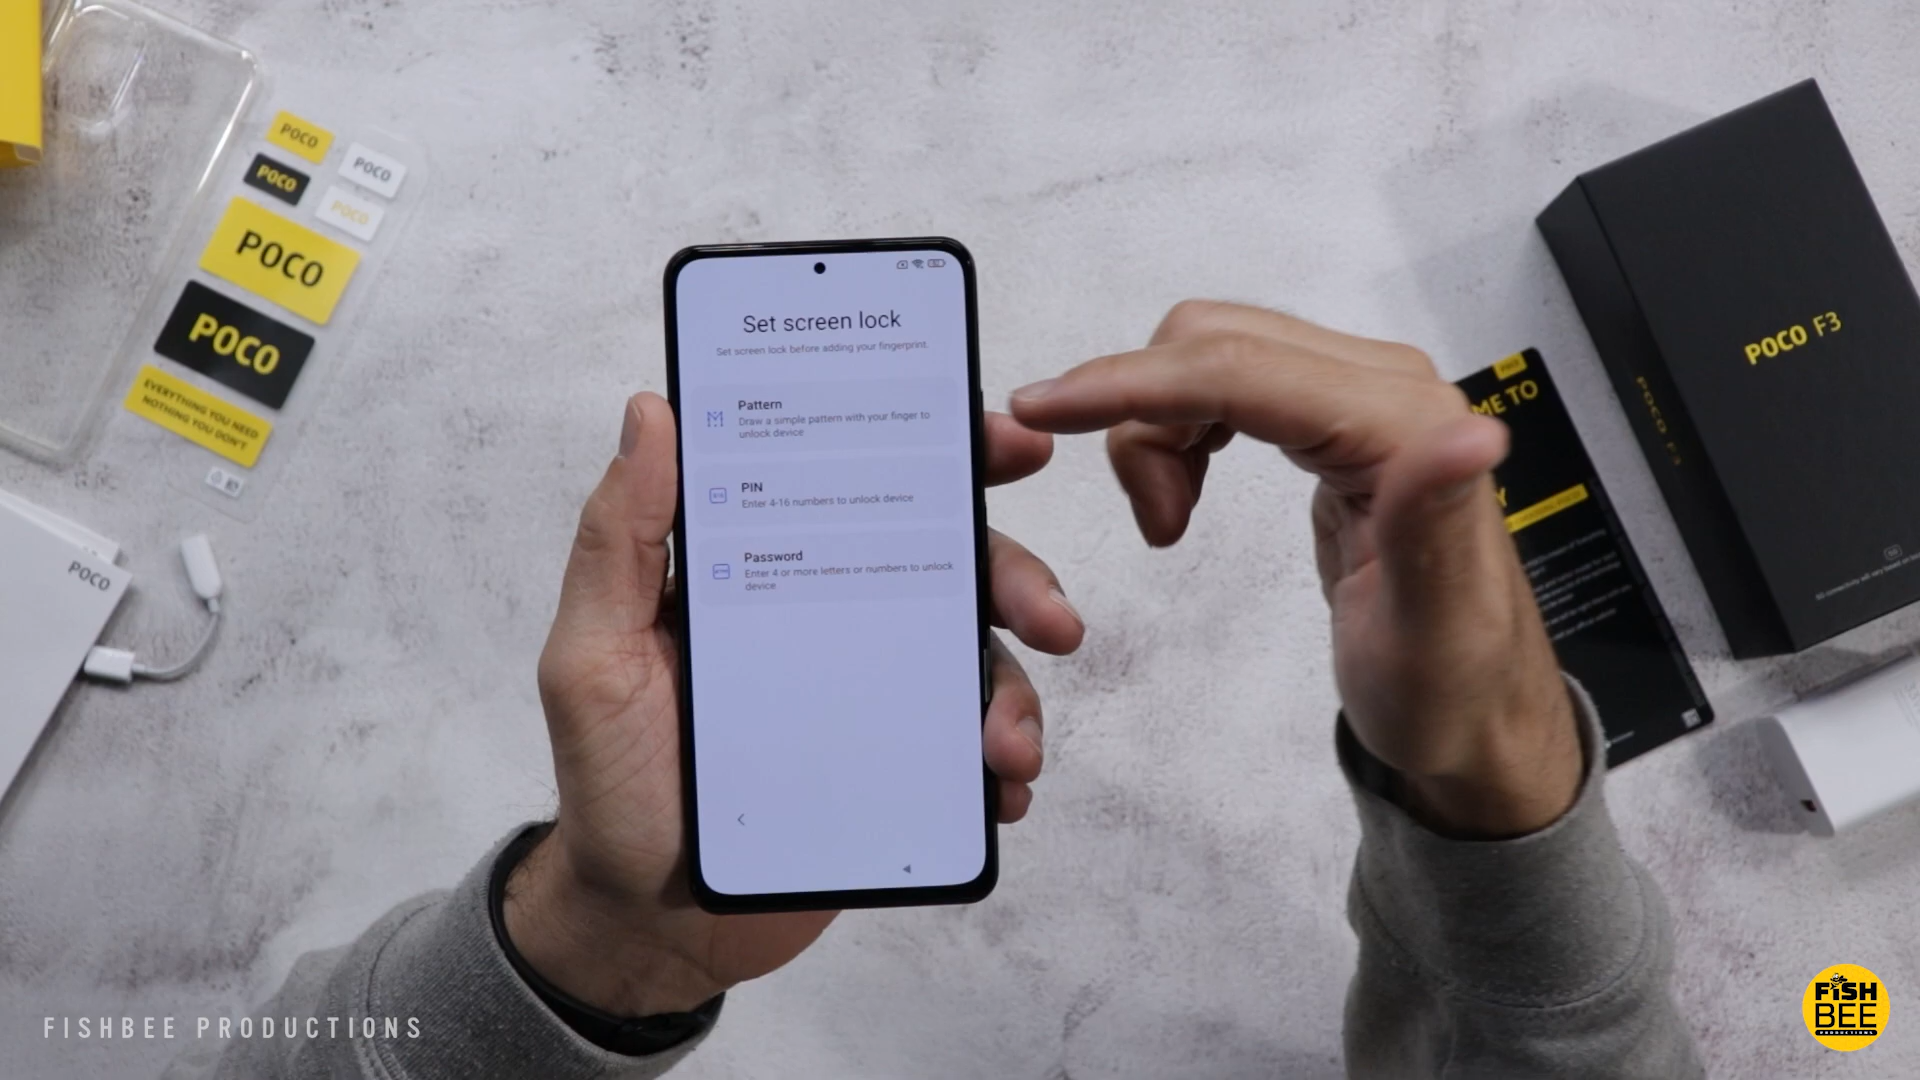 POCO
POCO
POCO
POCO
POCO
POCO
EVERYTHING YOU NEED
NOTHING YOU DON'T
POCO
Set screen lock
Set screen lock before adding your fingerprint.
Pattern
Draw a simple pattern with your finger to
unlock device
PIN
Enter 4-16 numbers to unlock device
Password
Enter 4 or more letters or numbers to unlock
device.
ME TO
Y
POCO F3
POCO F3
FISHBEE PRODUCTIONS
FISH
BEE
PRODUCTIONS